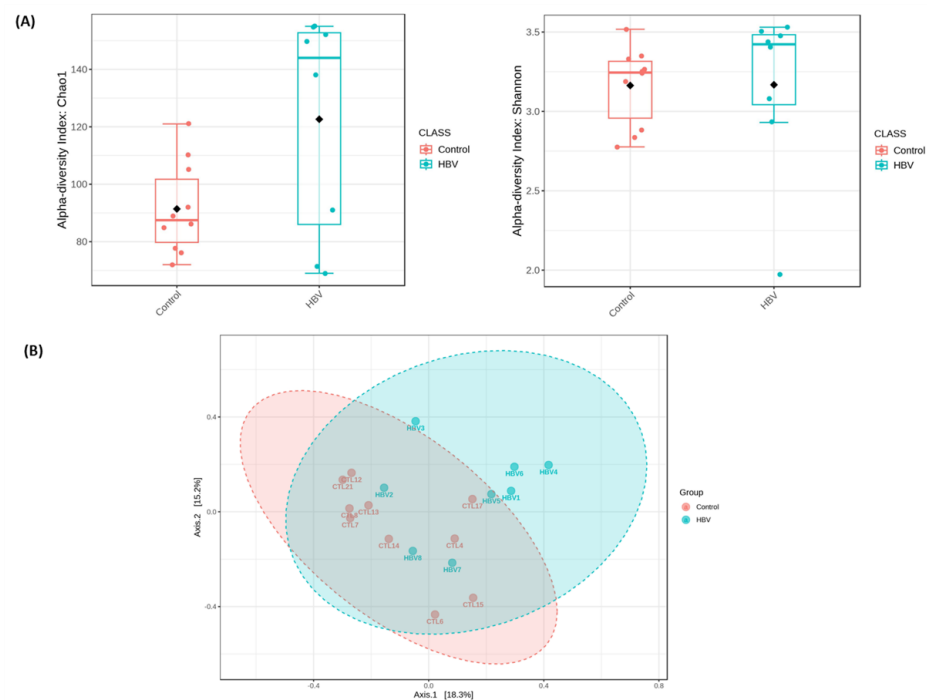 (A)
Alpha-diversity Index: Chao1
140
120
100
80
Control
HBV
CLASS
Control
HBV
Alpha-diversity Index: Shannon
3.5
3.0
2.5
2.0
Control
HBV
CLASS
Control
HBV
(B)
Axis.2 [15.2%]
0.4
0.0
-0.4
HBV3
HBV6
HBV4
CTL12
CTL21
HBV2
HBV5
HBV1
CTL17
CTL13
CTL7
CTL14
CTL4
HBV8
HBV7
CTL15
CTL6
-0.4
0.0
0.4
0.8
Axis.1 [18.3%]
Group
Control
HBV